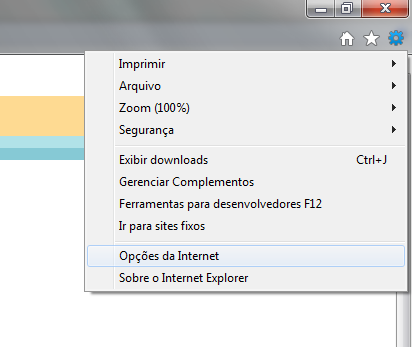 Imprimir
Arquivo
Zoom (100%)
Segurança
Exibir downloads Ctrl+J
Gerenciar Complementos
Ferramentas para desenvolvedores F12
Ir para sites fixos
Opções da Internet
Sobre o Internet Explorer